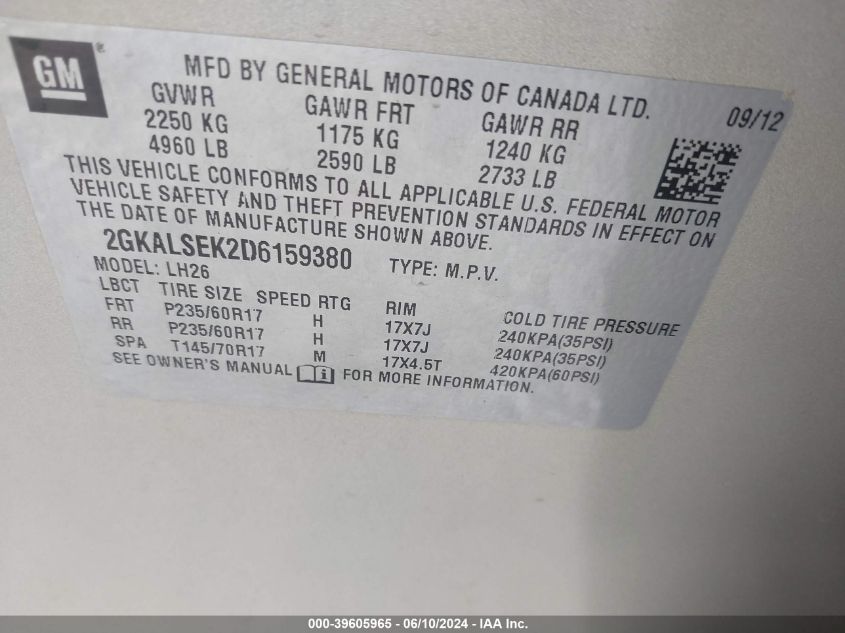 GM®
MFD BY GENERAL MOTORS OF CANADA LTD.
GVWR GAWR FRT GAWR RR 09/12
2250 KG 1175 KG 1240 KG
4960 LB 2590 LB 2733 LB
THIS VEHICLE CONFORMS TO ALL APPLICABLE U.S. FEDERAL MOTOR
VEHICLE SAFETY AND THEFT PREVENTION STANDARDS IN EFFECT ON
THE DATE OF MANUFACTURE SHOWN ABOVE.
2GKALSEK2D6159380 TYPE: M.P.V.
MODEL: LH26
LBCT TIRE SIZE SPEED RTG RIM COLD TIRE PRESSURE
FRT P235/60R17 H 17X7J 240KPA(35PSI)
RR P235/60R17 H 17X7J 240KPA(35PSI)
SPA T145/70R17 M 17X4.5T 420KPA(60PSI)
SEE OWNER'S MANUAL FOR MORE INFORMATION.
000-39605965 - 06/10/2024 - IAA Inc.